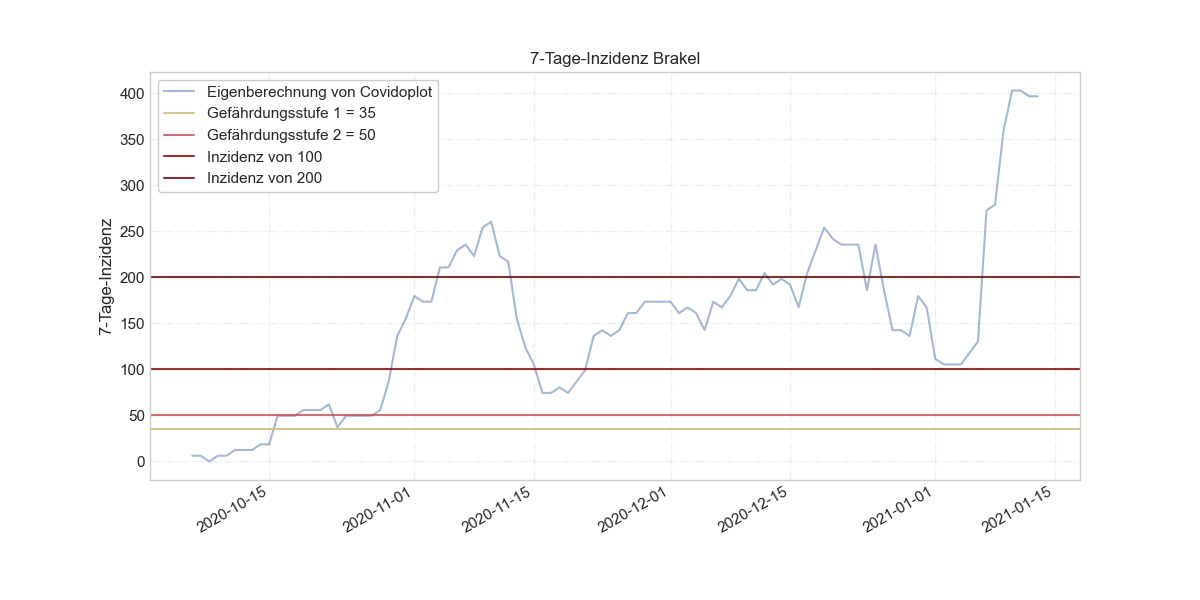 7-Tage-Inzidenz Brakel
Eigenberechnung von Covidoplot
Gefährdungsstufe 1 = 35
Gefährdungsstufe 2 = 50
Inzidenz von 100
Inzidenz von 200
7-Tage-Inzidenz
400
350
300
250
200
150
100
50
0
2020-10-15
2020-11-01
2020-11-15
2020-12-01
2020-12-15
2021-01-01
2021-01-15